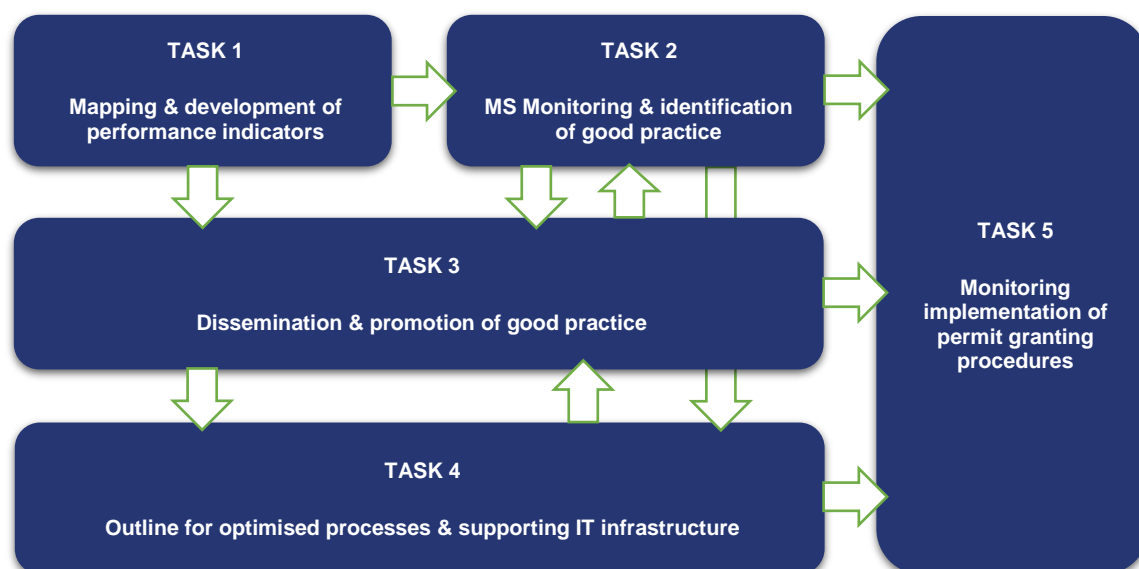 TASK 1
Mapping & development of
performance indicators
TASK 2
MS Monitoring & identification
of good practice
TASK 3
Dissemination & promotion of good practice
TASK 4
Outline for optimised processes & supporting IT infrastructure
TASK 5
Monitoring
implementation of
permit granting
procedures